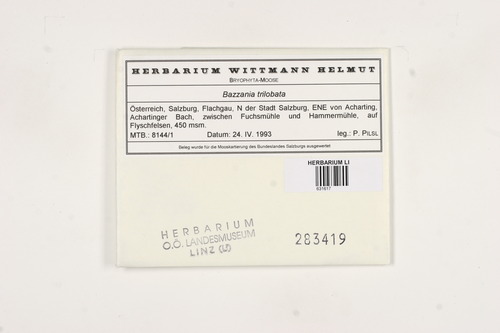 HERBARIUM WITTMANN HELMUT
BRYOPHYTA-MOOSE
Bazzania trilobata
Österreich, Salzburg, Flachgau, N der Stadt Salzburg, ENE von Acharting,
Achartinger Bach, zwischen Fuchsmühle und Hammermühle, auf
Flyschfelsen, 450 msm.
MTB.: 8144/1 Datum: 24. IV. 1993 leg.: P. PILSL
Beleg wurde für die Mooskartierung des Bundeslandes Salzburgs ausgewertet
HERBARIUM LI
931617
HERBARIUM
O.Ö. LANDESMUSEUM
LINZ (LI)
283419